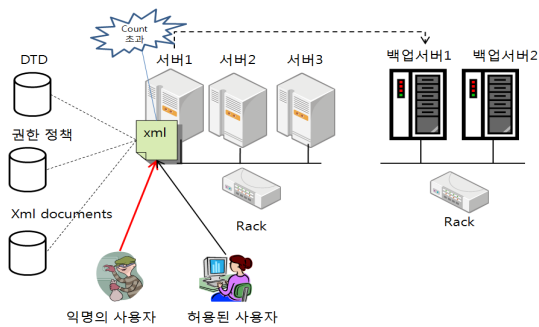 Count
초과
DTD
서버1
서버2
서버3
백업서버1
백업서버2
권한 정책
xml
Xml documents
Rack
Rack
익명의 사용자
허용된 사용자